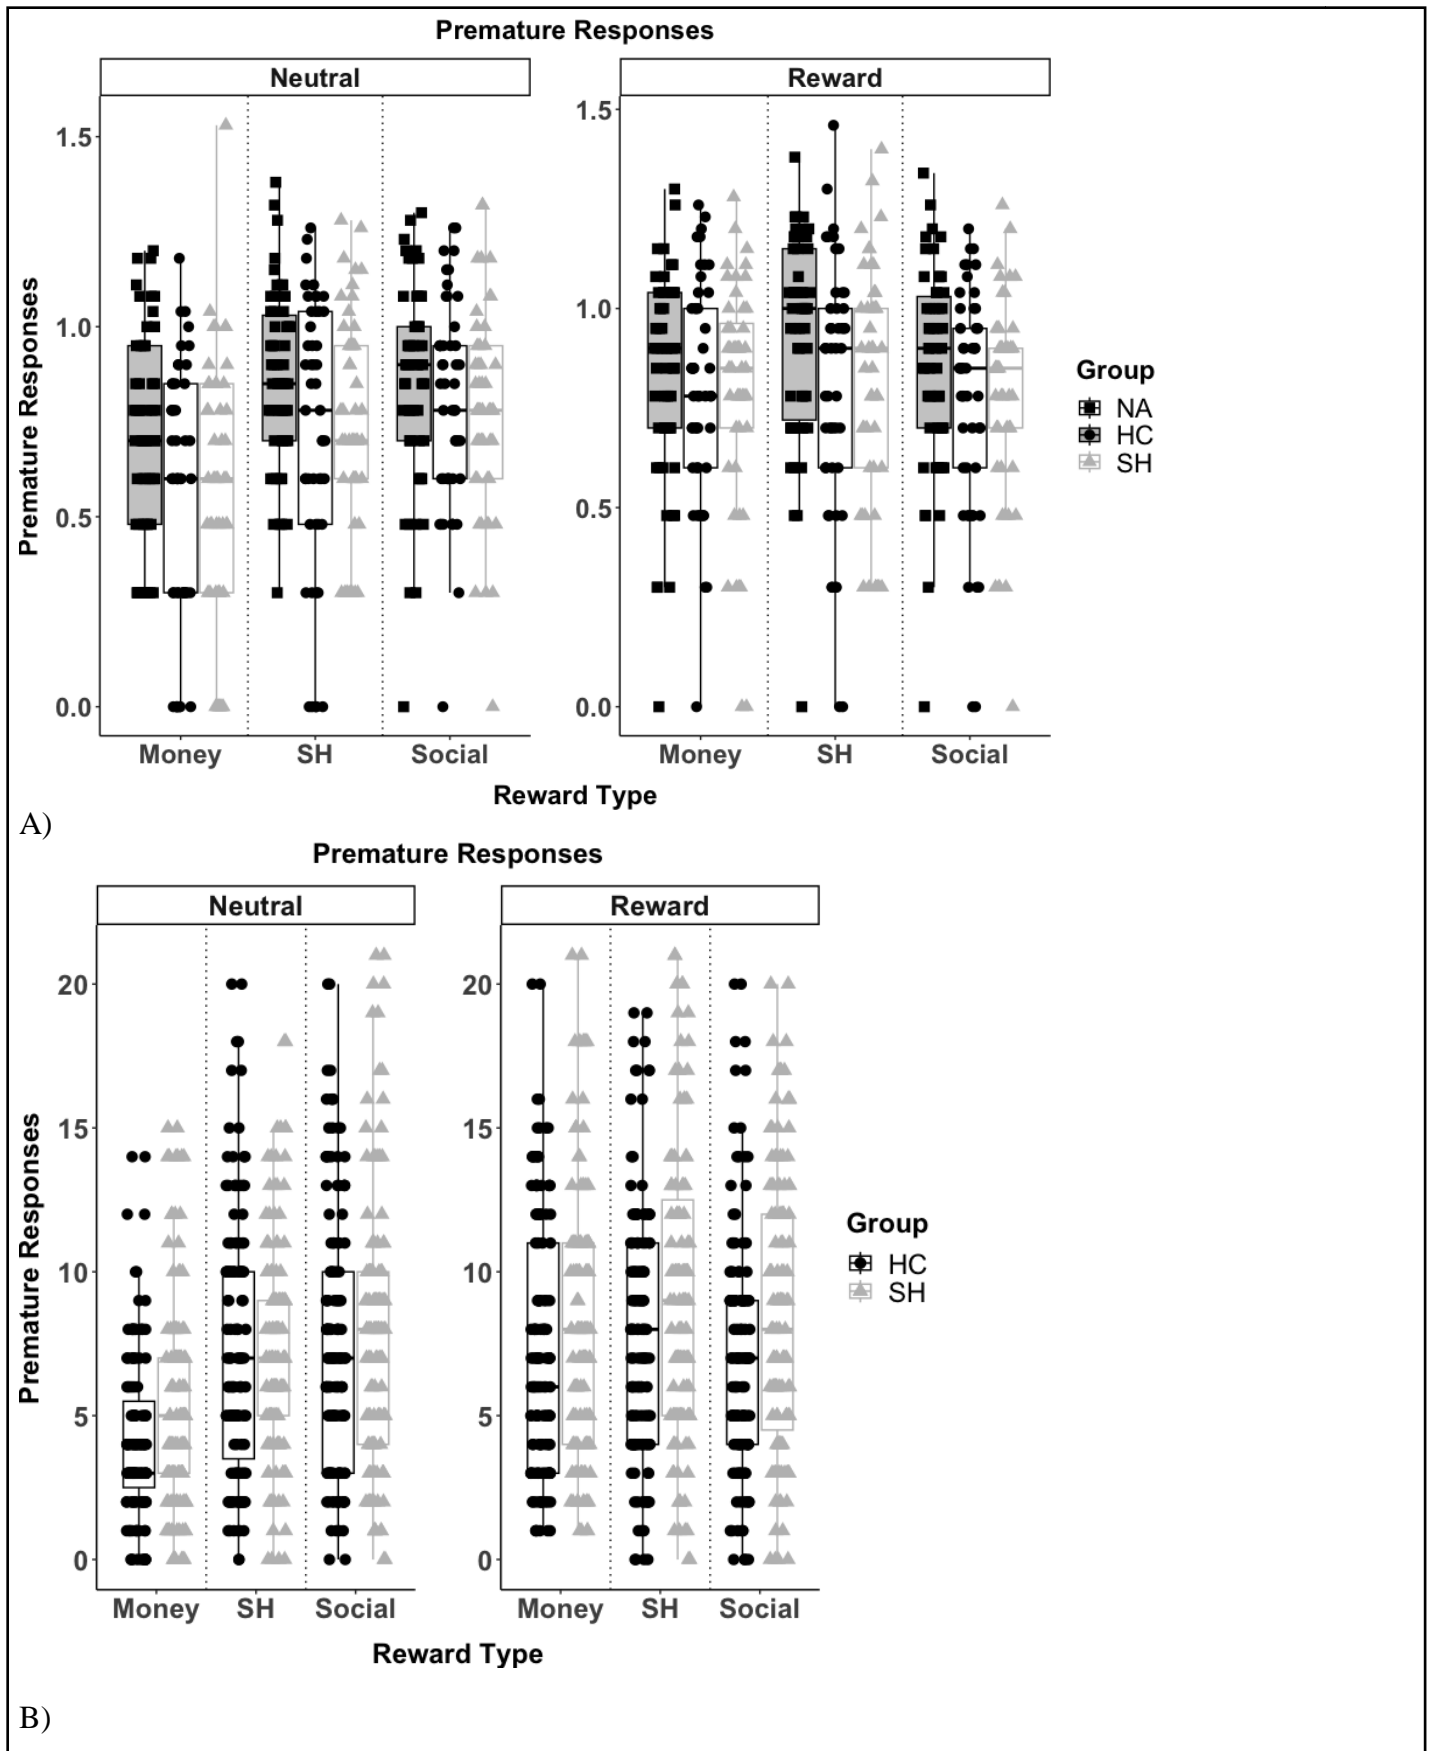 Premature Responses
Neutral
Reward
1.5
1.0
0.5
0.0
1.5
1.0
0.5
0.0
Premature Responses
Money SH Social
Money SH Social
Reward Type
Group
NA
HC
SH
A)
Premature Responses
Neutral
Reward
20
15
10
5
0
20
15
10
5
0
Premature Responses
Money SH Social
Money SH Social
Reward Type
Group
HC
SH
B)